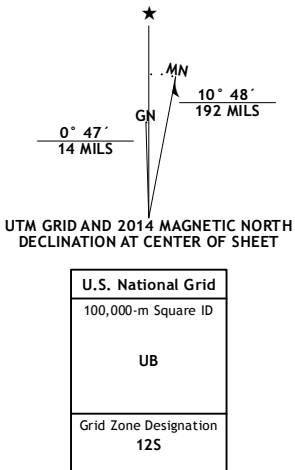 ★
MN
GN
10° 48´
192 MILS
0° 47´
14 MILS
UTM GRID AND 2014 MAGNETIC NORTH
DECLINATION AT CENTER OF SHEET
U.S. National Grid
100,000-m Square ID
UB
Grid Zone Designation
12S